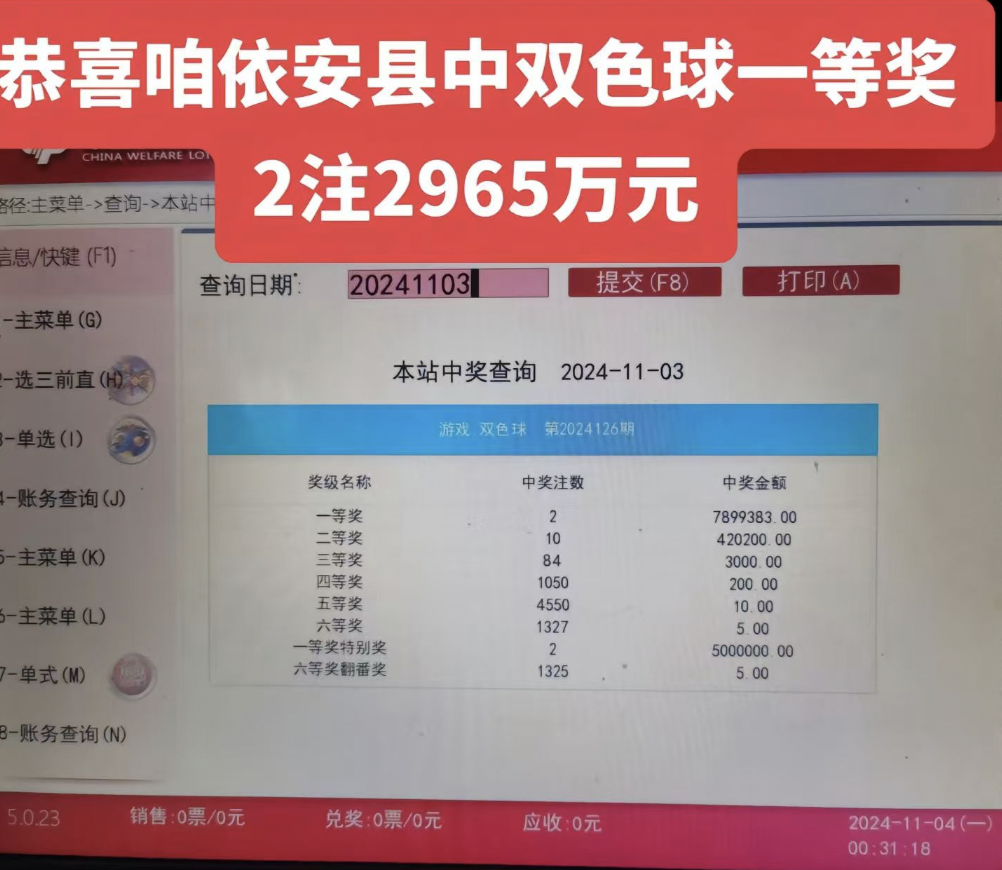 恭喜咱依安县中双色球一等奖
2注2965万元
CHINA WELFARE LOT
路径:主菜单->查询->本站中
信息/快键(F1)
-主菜单(G)
2-选三前直(H)
3-单选(I)
4-账务查询(J)
5-主菜单(K)
6-主菜单(L)
7-单式(M)
8-账务查询(N)
查询日期: 20241103 提交(F8) 打印(A)
本站中奖查询 2024-11-03
游戏 双色球 第2024126期
奖级名称 中奖注数 中奖金额
一等奖 2 7899383.00
二等奖 10 420200.00
三等奖 84 3000.00
四等奖 1050 200.00
五等奖 4550 10.00
六等奖 1327 5.00
一等奖特别奖 2 5000000.00
六等奖翻番奖 1325 5.00
5.0.23 销售:0票/0元 兑奖:0票/0元 应收:0元 2024-11-04(一)
00:31:18